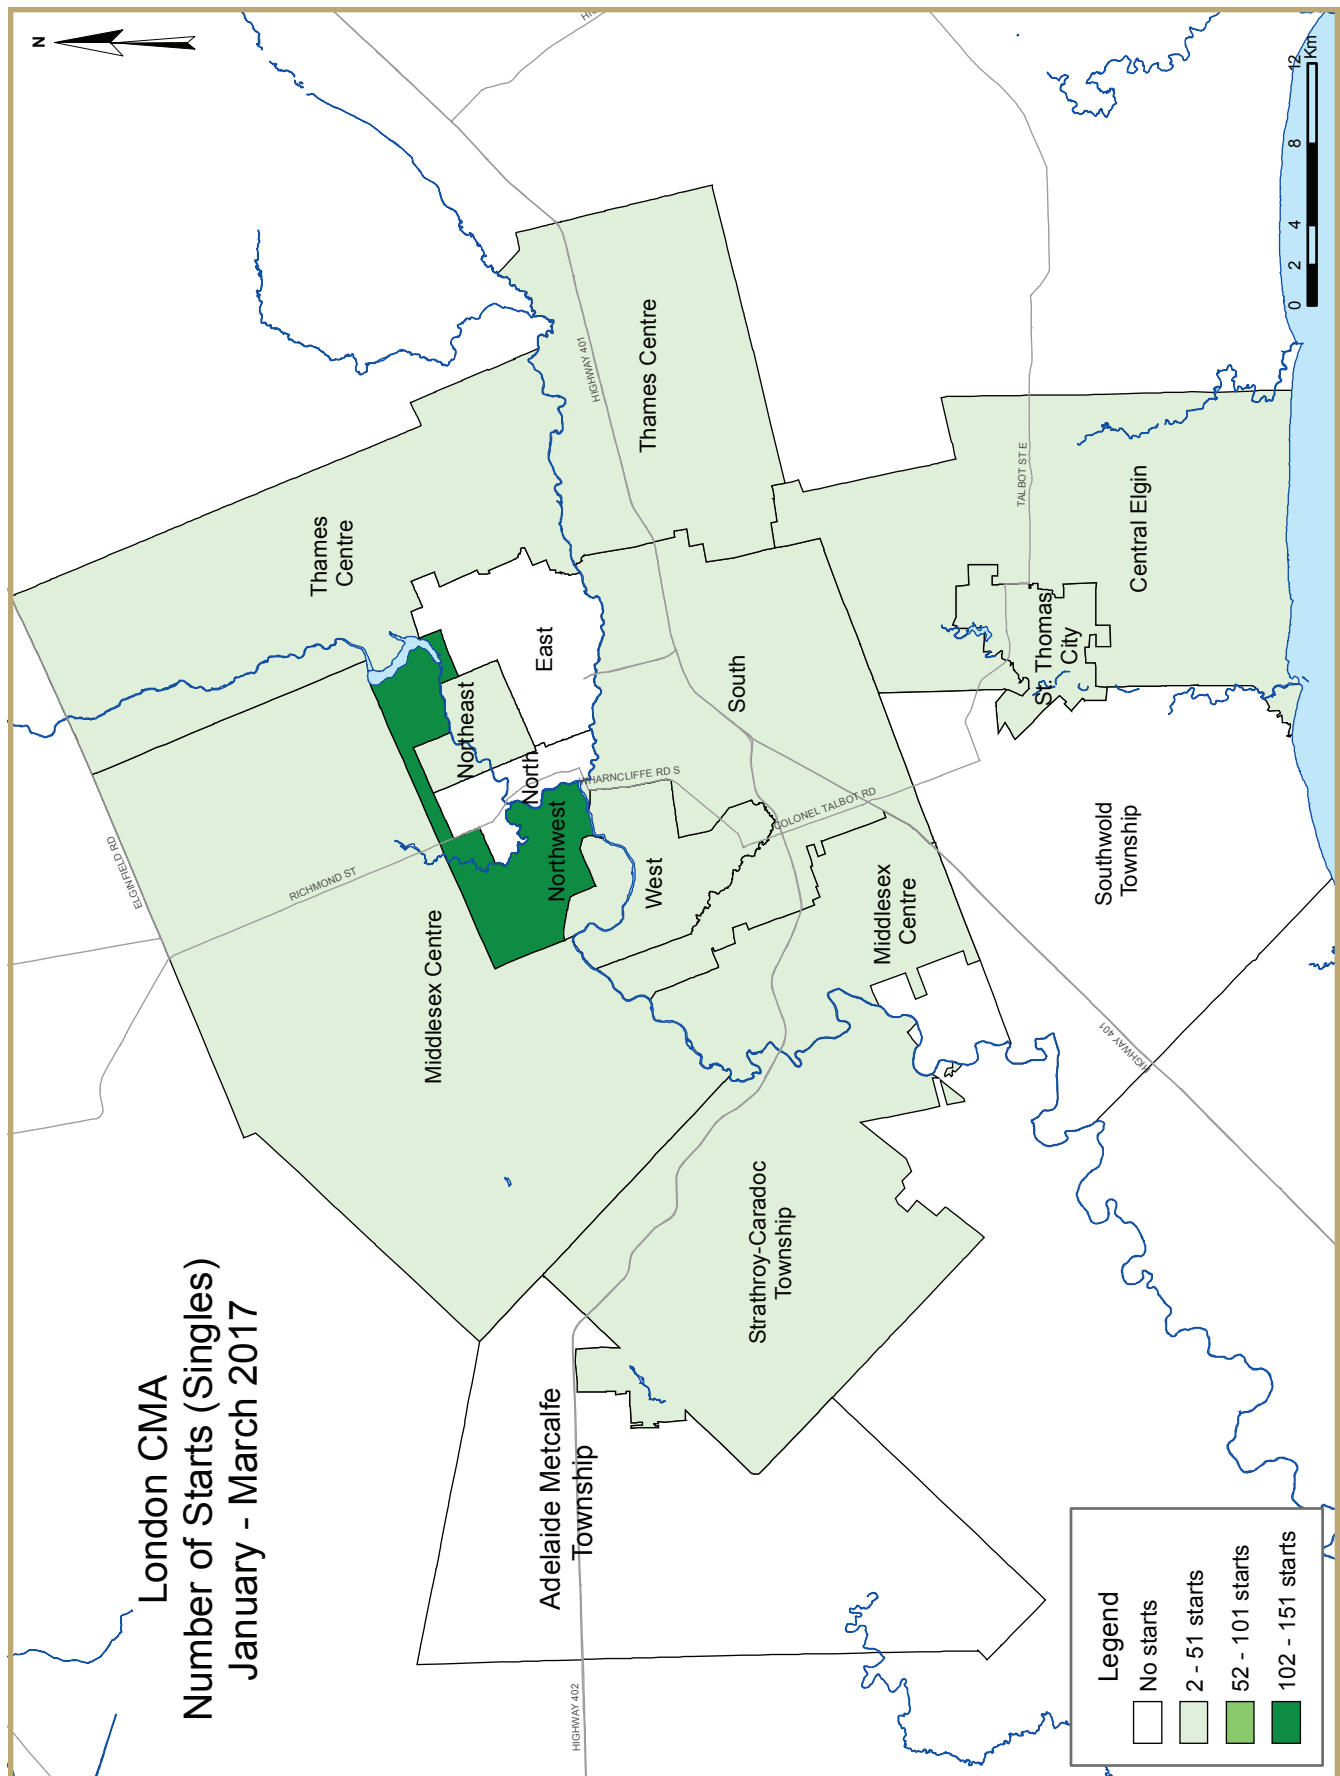 London CMA
Number of Starts (Singles)
January - March 2017
N
ELGINFIELD RD
RICHMOND ST
Thames
Centre
Middlesex Centre
Northeast
North
East
Northwest
West
WHARNCLIFFE RD S
HIGHWAY 401
Thames Centre
South
COLONEL TALBOT RD
Middlesex
Centre
Adelaide Metcalfe
Township
HIGHWAY 402
Strathroy-Caradoc
Township
TALBOT ST E
St. Thomas
City
Central Elgin
Southwold
Township
HIGHWAY 401
Legend
No starts
2 - 51 starts
52 - 101 starts
102 - 151 starts
0 2 4 8 12
Km